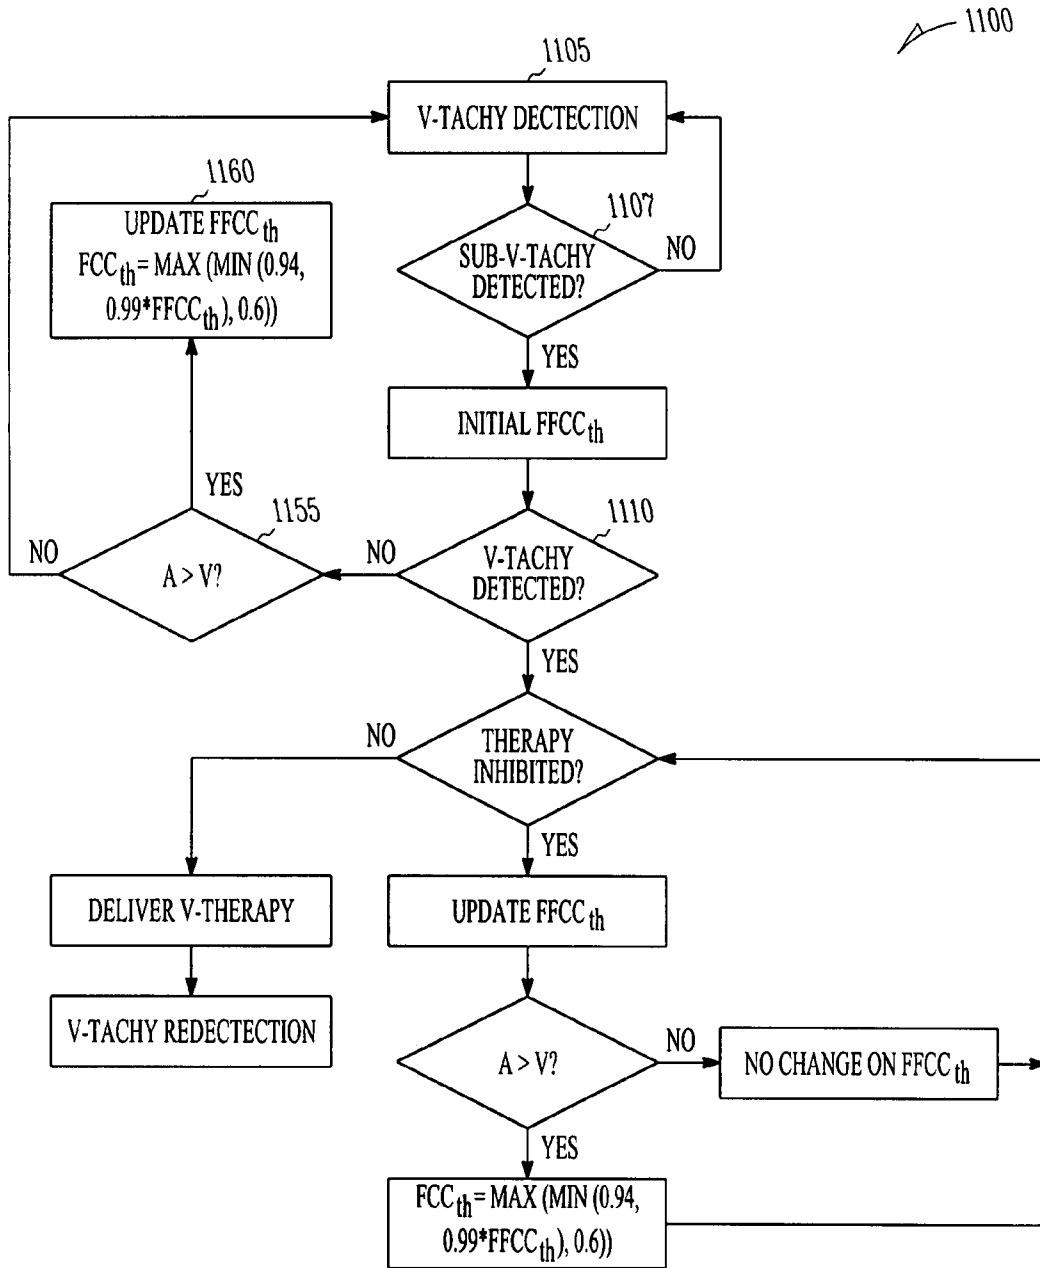 1100
1105
V-TACHY DECTECTION
1160
UPDATE FFCC th
FCC th = MAX (MIN (0.94,
0.99*FFCC th), 0.6))
1107
SUB-V-TACHY
DETECTED?
NO
YES
INITIAL FFCC th
YES
1155
1110
NO
A > V?
NO
V-TACHY
DETECTED?
YES
NO
THERAPY
INHIBITED?
YES
DELIVER V-THERAPY
UPDATE FFCC th
V-TACHY REDECTECTION
A > V?
NO
NO CHANGE ON FFCC th
YES
FCC th = MAX (MIN (0.94,
0.99*FFCC th), 0.6))